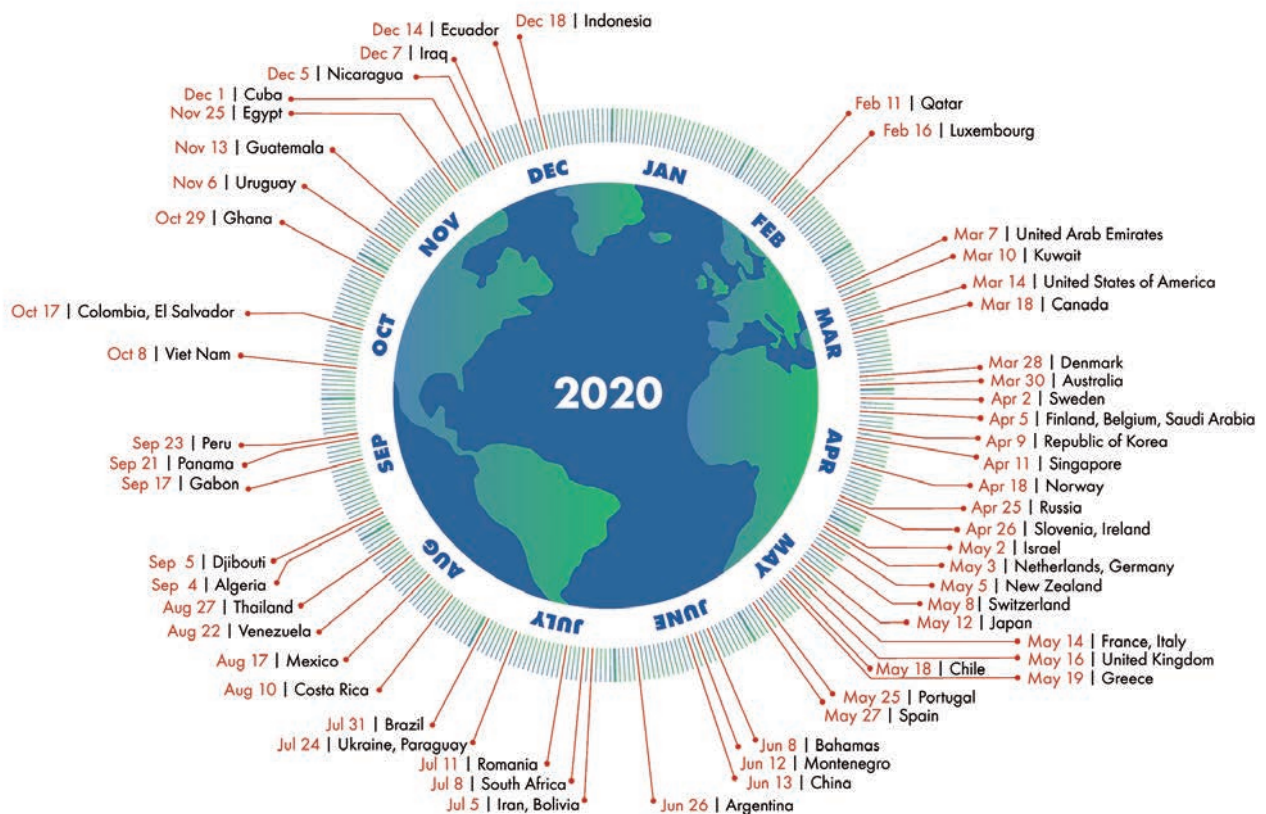 2020
JAN
FEB
MAR
APR
MAY
JUNE
JULY
AUG
SEP
OCT
NOV
DEC
Feb 11 | Qatar
Feb 16 | Luxembourg
Mar 7 | United Arab Emirates
Mar 10 | Kuwait
Mar 14 | United States of America
Mar 18 | Canada
Mar 28 | Denmark
Mar 30 | Australia
Apr 2 | Sweden
Apr 5 | Finland, Belgium, Saudi Arabia
Apr 9 | Republic of Korea
Apr 11 | Singapore
Apr 18 | Norway
Apr 25 | Russia
Apr 26 | Slovenia, Ireland
May 2 | Israel
May 3 | Netherlands, Germany
May 5 | New Zealand
May 8 | Switzerland
May 12 | Japan
May 14 | France, Italy
May 16 | United Kingdom
May 18 | Chile
May 19 | Greece
May 25 | Portugal
May 27 | Spain
Jun 8 | Bahamas
Jun 12 | Montenegro
Jun 13 | China
Jun 26 | Argentina
Jul 5 | Iran, Bolivia
Jul 8 | South Africa
Jul 11 | Romania
Jul 24 | Ukraine, Paraguay
Jul 31 | Brazil
Aug 10 | Costa Rica
Aug 17 | Mexico
Aug 22 | Venezuela
Aug 27 | Thailand
Sep 4 | Algeria
Sep 5 | Djibouti
Sep 17 | Gabon
Sep 21 | Panama
Sep 23 | Peru
Oct 8 | Viet Nam
Oct 17 | Colombia, El Salvador
Oct 29 | Ghana
Nov 6 | Uruguay
Nov 13 | Guatemala
Nov 25 | Egypt
Dec 1 | Cuba
Dec 5 | Nicaragua
Dec 7 | Iraq
Dec 14 | Ecuador
Dec 18 | Indonesia